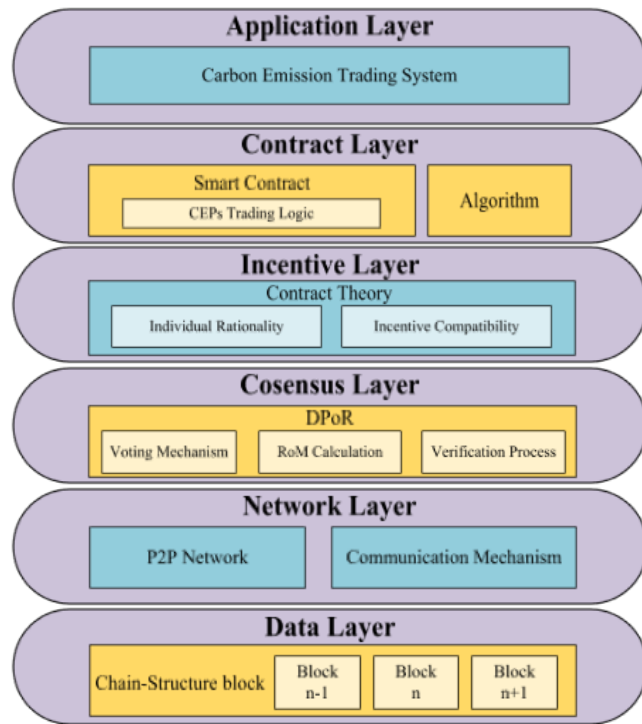 Application Layer
Carbon Emission Trading System
Contract Layer
Smart Contract
CEPs Trading Logic
Algorithm
Incentive Layer
Contract Theory
Individual Rationality
Incentive Compatibility
Cosensus Layer
DPoR
Voting Mechanism
RoM Calculation
Verification Process
Network Layer
P2P Network
Communication Mechanism
Data Layer
Chain-Structure block
Block
n-1
Block
n
Block
n+1